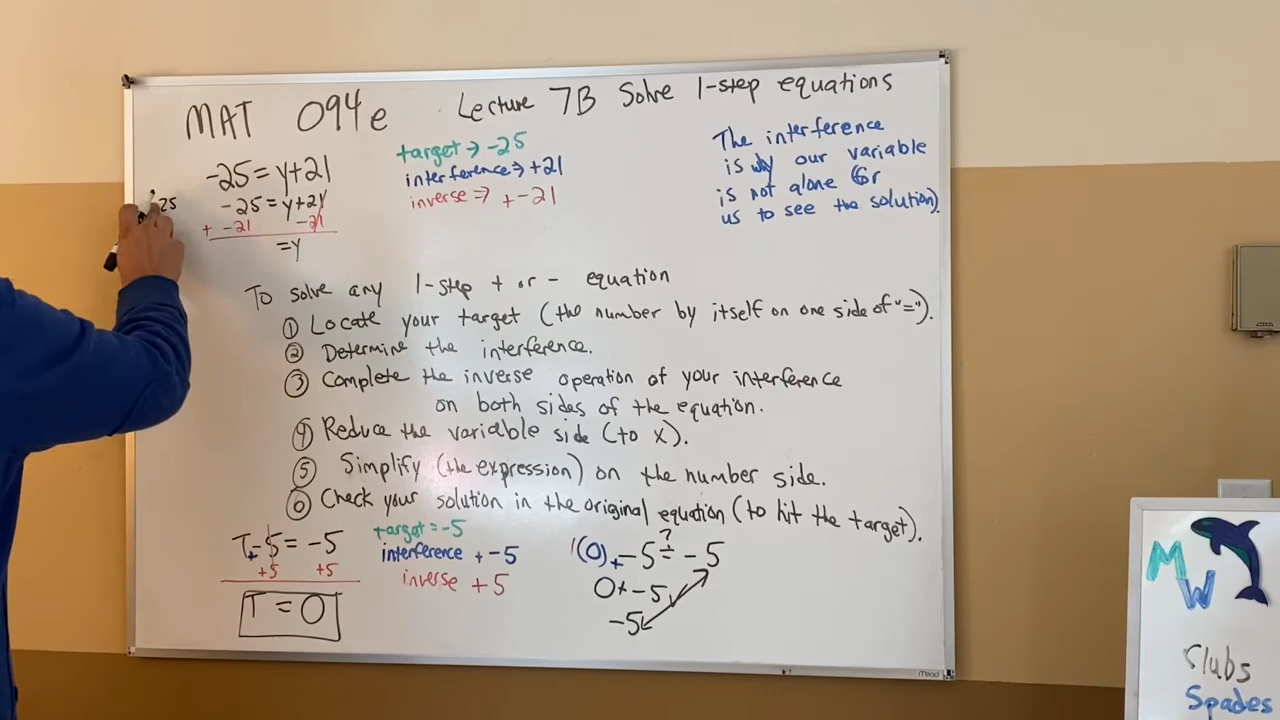 MAT 094e Lecture 7B Solve 1-step equations
-25 = y+21
-25 = y+21
+ -21 -21
= y
25
target → -25
interference ⇒ +21
inverse ⇒ + -21
The interference
is why our variable
is not alone (for
us to see the solution).
To solve any 1-step + or - equation
① Locate your target (the number by itself on one side of "=").
② Determine the interference.
③ Complete the inverse operation of your interference
on both sides of the equation.
④ Reduce the variable side (to x).
⑤ Simplify (the expression) on the number side.
⑥ Check your solution in the original equation (to hit the target).
T + -5 = -5
+5 +5
T = 0
target = -5
interference + -5
inverse + 5
1(0) + -5 ≟ -5
0 + -5
-5
Mead
MW
Clubs
Spades